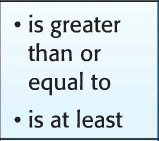 • is greater
than or
equal to
• is at least